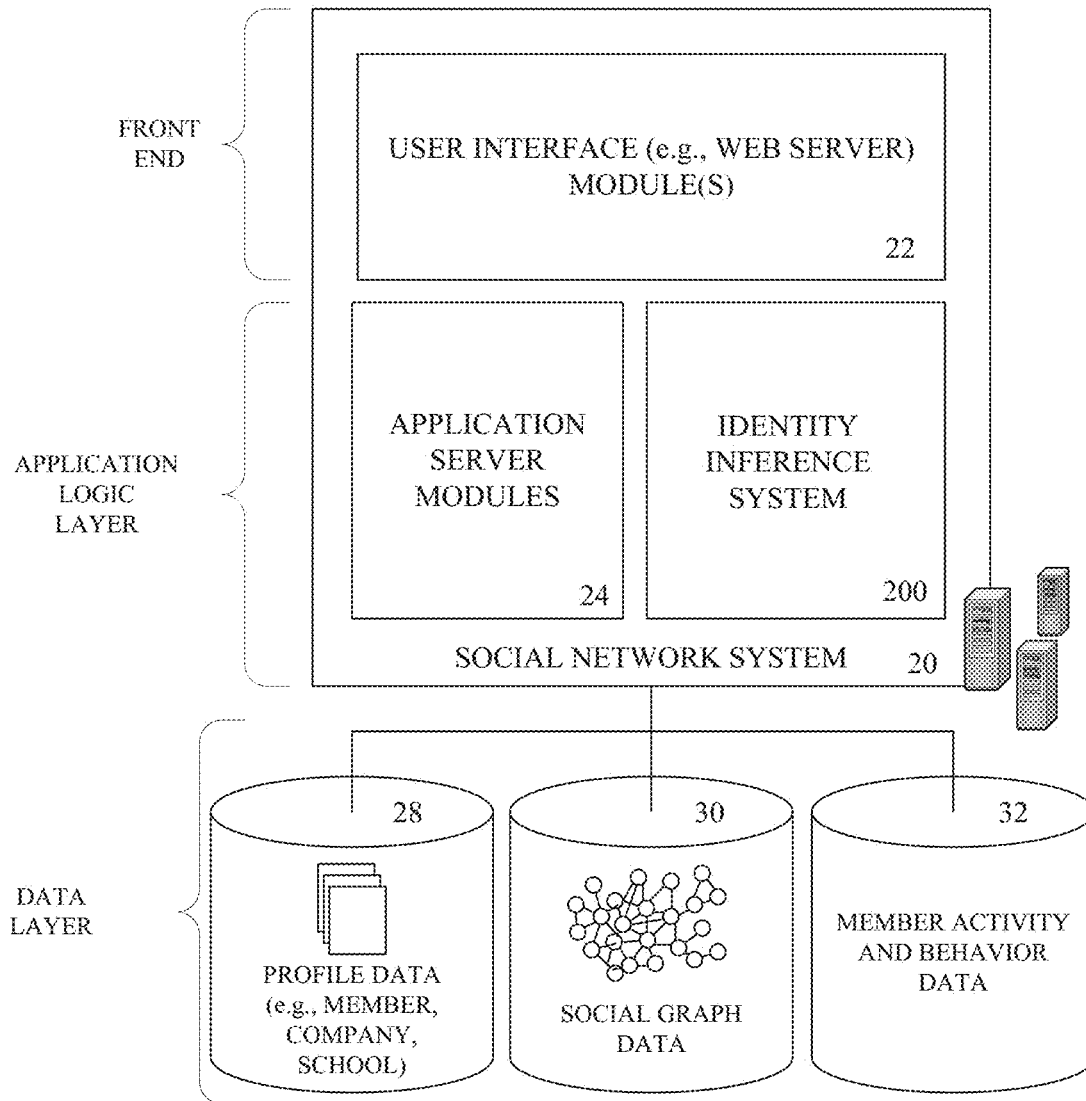 FRONT
END
USER INTERFACE (e.g., WEB SERVER)
MODULE(S)
22
APPLICATION
LOGIC
LAYER
APPLICATION
SERVER
MODULES
24
IDENTITY
INFERENCE
SYSTEM
200
SOCIAL NETWORK SYSTEM
20
DATA
LAYER
28
PROFILE DATA
(e.g., MEMBER,
COMPANY,
SCHOOL)
30
SOCIAL GRAPH
DATA
32
MEMBER ACTIVITY
AND BEHAVIOR
DATA